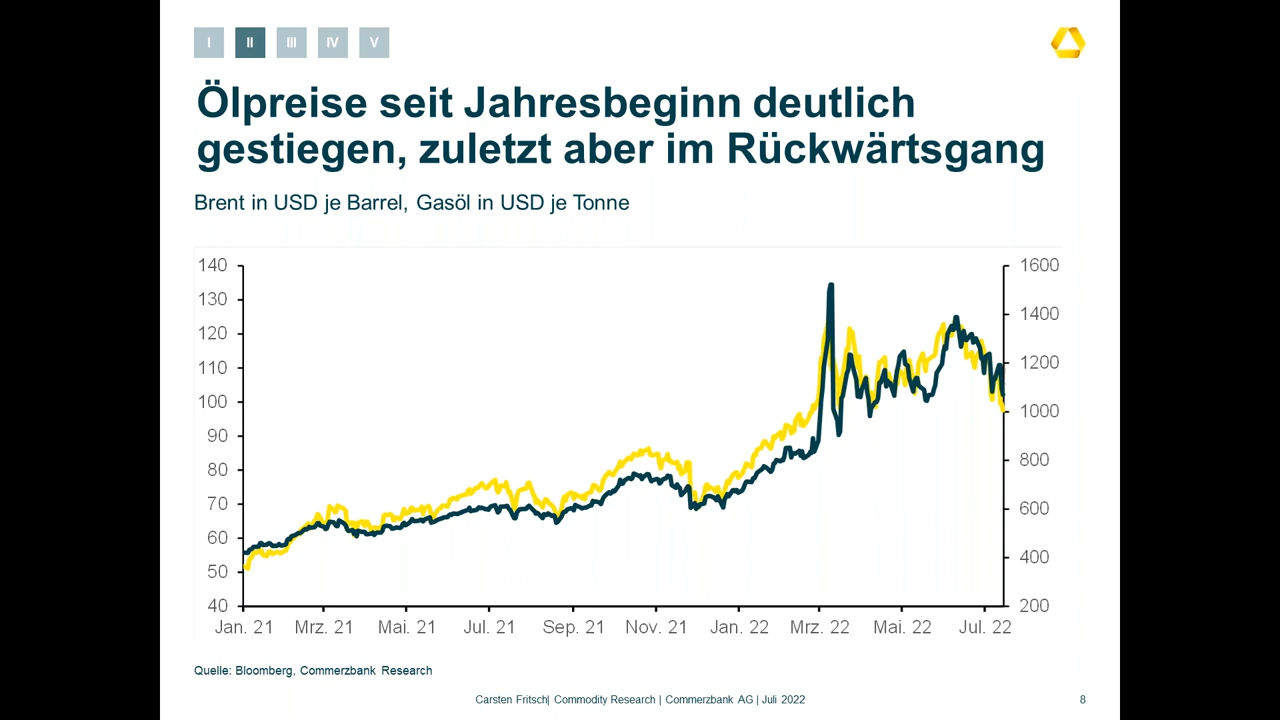 I II III IV V
Ölpreise seit Jahresbeginn deutlich
gestiegen, zuletzt aber im Rückwärtsgang
Brent in USD je Barrel, Gasöl in USD je Tonne
140 1600
130 1400
120 1200
110 1000
100 800
90 600
80 400
70 200
60
50
40
Jan. 21 Mrz. 21 Mai. 21 Jul. 21 Sep. 21 Nov. 21 Jan. 22 Mrz. 22 Mai. 22 Jul. 22
Quelle: Bloomberg, Commerzbank Research
Carsten Fritsch| Commodity Research | Commerzbank AG | Juli 2022 8